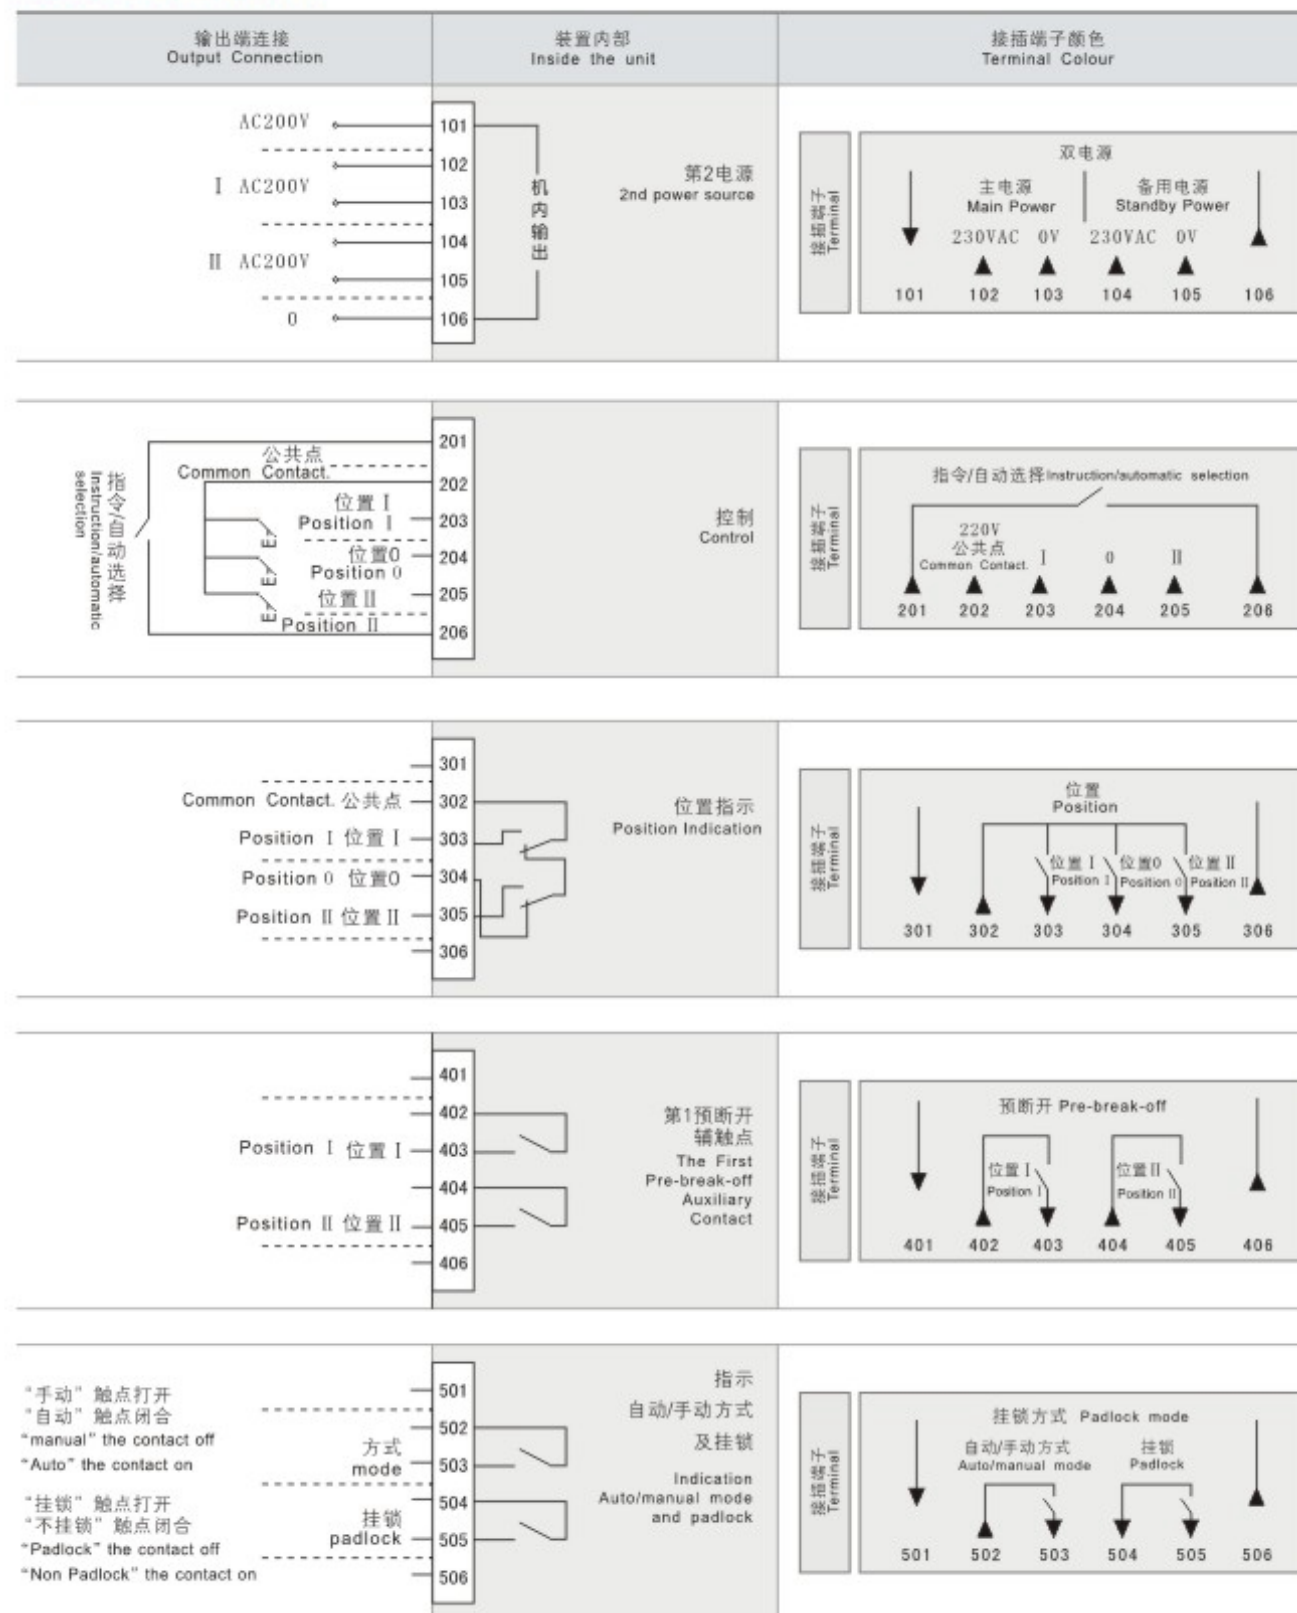 输出端连接
Output Connection
装置内部
Inside the unit
接插端子颜色
Terminal Colour
AC200V
I AC200V
II AC200V
0
101
102
103
104
105
106
机内输出
第2电源
2nd power source
接插端子
Terminal
双电源
主电源
Main Power
备用电源
Standby Power
230VAC 0V 230VAC 0V
101 102 103 104 105 106
指令/自动选择
Instruction/automatic
selection
公共点
Common Contact.
位置 I
Position I
位置0
Position 0
位置 II
Position II
201
202
203
204
205
206
控制
Control
接插端子
Terminal
指令/自动选择Instruction/automatic selection
220V
公共点
Common Contact.
I 0 II
201 202 203 204 205 206
Common Contact. 公共点
Position I 位置 I
Position 0 位置0
Position II 位置 II
301
302
303
304
305
306
位置指示
Position Indication
接插端子
Terminal
位置
Position
位置 I 位置0 位置 II
Position I Position 0 Position II
301 302 303 304 305 306
Position I 位置 I
Position II 位置 II
401
402
403
404
405
406
第1预断开
辅触点
The First
Pre-break-off
Auxiliary
Contact
接插端子
Terminal
预断开 Pre-break-off
位置 I
Position I
位置 II
Position II
401 402 403 404 405 406
“手动” 触点打开
“自动” 触点闭合
“manual” the contact off
“Auto” the contact on
方式
mode
“挂锁” 触点打开
“不挂锁” 触点闭合
“Padlock” the contact off
“Non Padlock” the contact on
挂锁
padlock
501
502
503
504
505
506
指示
自动/手动方式
及挂锁
Indication
Auto/manual mode
and padlock
接插端子
Terminal
挂锁方式 Padlock mode
自动/手动方式
Auto/manual mode
挂锁
Padlock
501 502 503 504 505 506